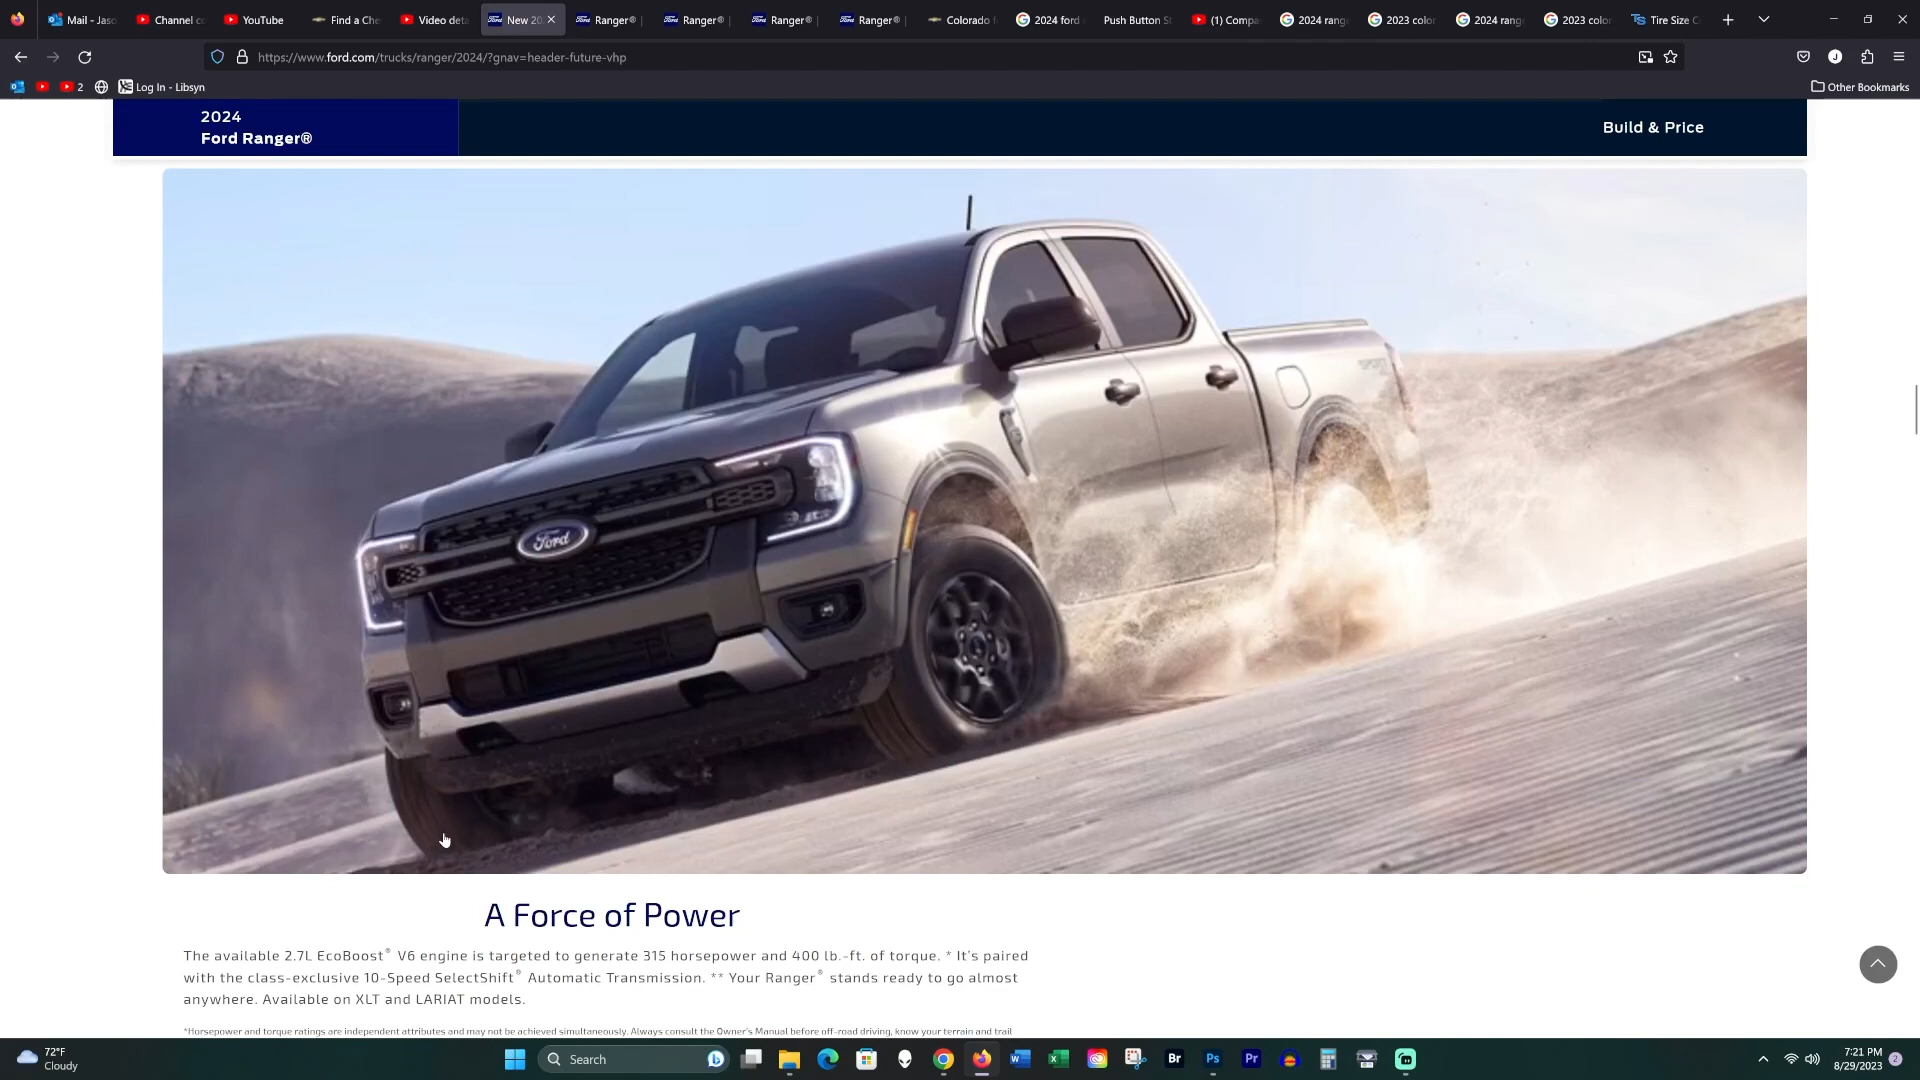 Mail - Jaso
Channel co
YouTube
Find a Che
Video deta
New 20
Ranger®
Ranger®
Ranger®
Ranger®
Colorado f
2024 ford
Push Button S
(1) Compa
2024 rang
2023 color
2024 rang
2023 color
Tire Size C
https://www.ford.com/trucks/ranger/2024/?gnav=header-future-vhp
2
Log In - Libsyn
Other Bookmarks
2024
Ford Ranger®
Build & Price
Ford
A Force of Power
The available 2.7L EcoBoost® V6 engine is targeted to generate 315 horsepower and 400 lb.-ft. of torque. * It's paired
with the class-exclusive 10-Speed SelectShift® Automatic Transmission. ** Your Ranger® stands ready to go almost
anywhere. Available on XLT and LARIAT models.
*Horsepower and torque ratings are independent attributes and may not be achieved simultaneously. Always consult the Owner's Manual before off-road driving, know your terrain and trail
72°F
Cloudy
Search
Br
Ps
Pr
7:21 PM
8/29/2023
2